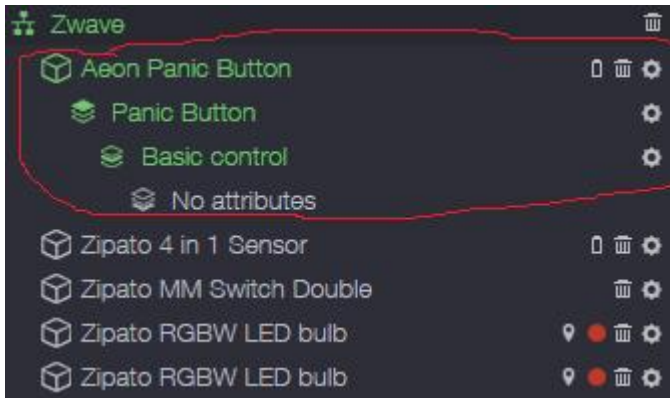 Zwave
Aeon Panic Button
Panic Button
Basic control
No attributes
Zipato 4 in 1 Sensor
Zipato MM Switch Double
Zipato RGBW LED bulb
Zipato RGBW LED bulb